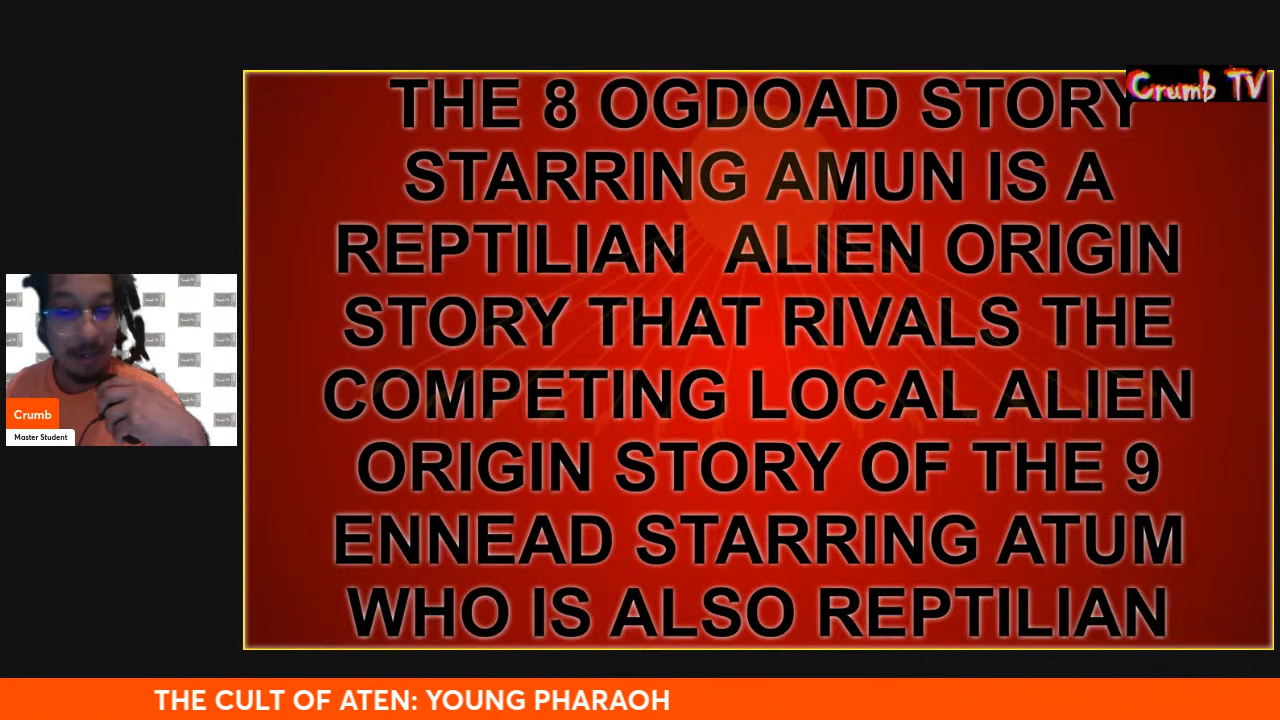 Crumb TV
THE 8 OGDOAD STORY
STARRING AMUN IS A
REPTILIAN ALIEN ORIGIN
STORY THAT RIVALS THE
COMPETING LOCAL ALIEN
ORIGIN STORY OF THE 9
ENNEAD STARRING ATUM
WHO IS ALSO REPTILIAN
Crumb
Master Student
THE CULT OF ATEN: YOUNG PHARAOH